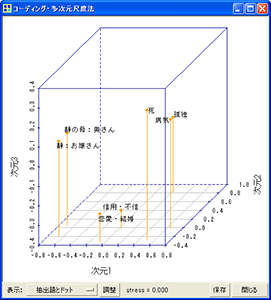 コーディング・多次元尺度法
死
病気
孤独
静の母：奥さん
静：お嬢さん
信用・不信
恋愛・結婚
次元3
次元1
次元2
0.4
0.3
0.2
0.1
0.0
-0.1
-0.2
-0.3
-0.4
-0.8 -0.6 -0.4 -0.2 0.0 0.2 0.4 0.6 0.8
-0.4
-0.2
0.0
0.2
0.4
0.6
0.8
1.0
表示： 抽出語とドット 調整 stress = 0.000 保存 閉じる